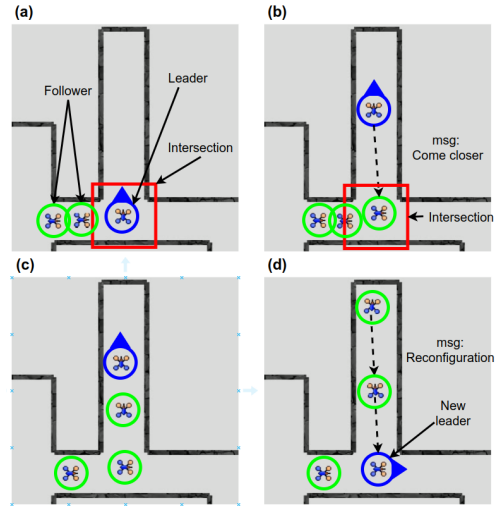 (a)
Follower
Leader
Intersection
(b)
msg:
Come closer
Intersection
(c)
(d)
msg:
Reconfiguration
New
leader